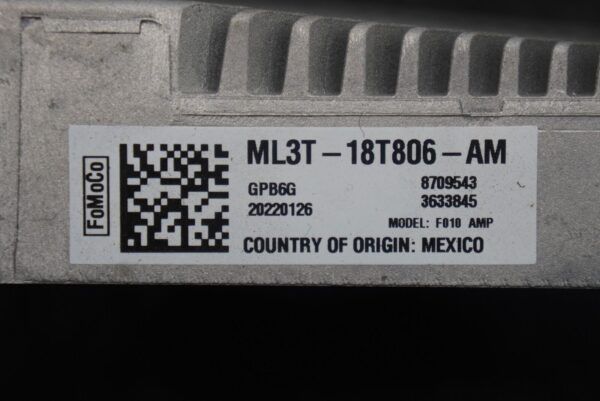 FoMoCo
ML3T-18T806-AM
GPB6G 8709543
20220126 3633845
MODEL: F010 AMP
COUNTRY OF ORIGIN: MEXICO